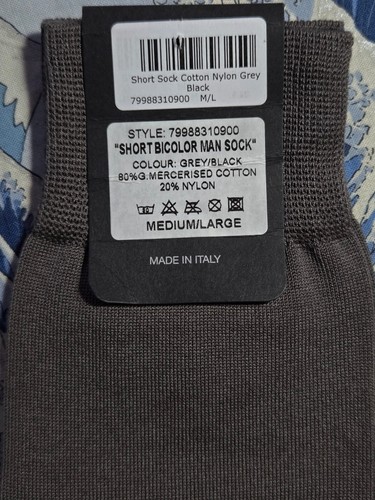 Short Sock Cotton Nylon Grey
Black
79988310900 M/L
STYLE: 79988310900
"SHORT BICOLOR MAN SOCK"
COLOUR: GREY/BLACK
80%G.MERCERISED COTTON
20% NYLON
MEDIUM/LARGE
MADE IN ITALY